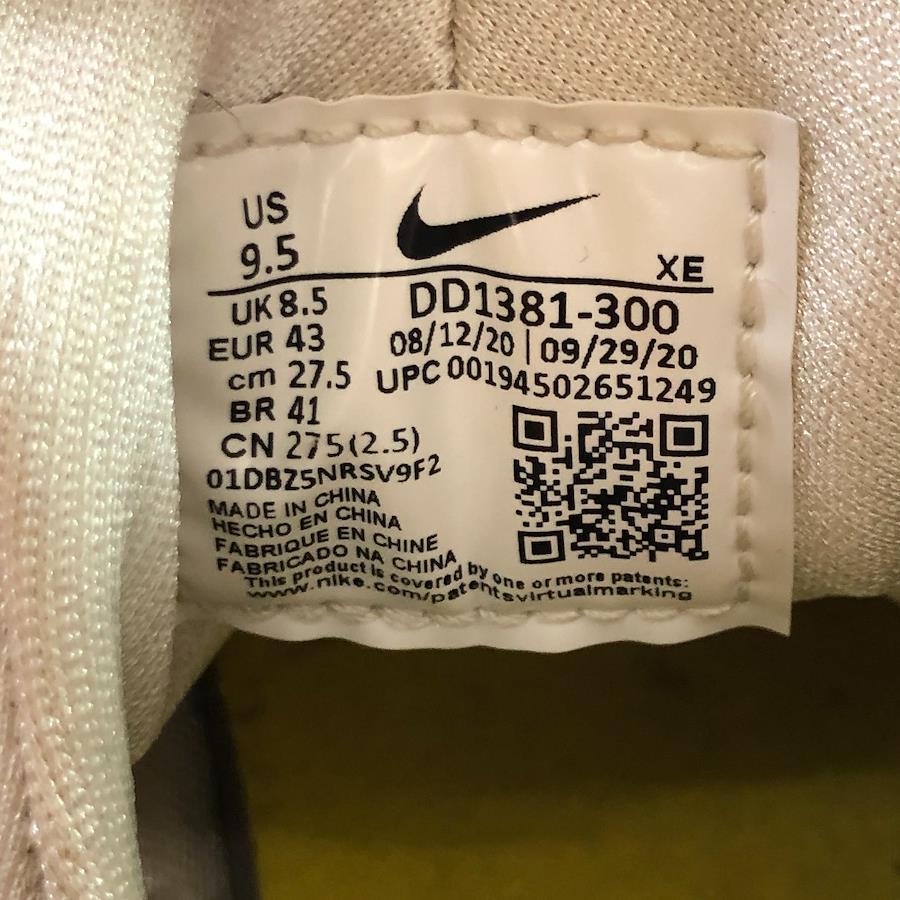 US
9.5
XE
UK 8.5
EUR 43
cm 27.5
BR 41
CN 275(2.5)
DD1381-300
08/12/20 | 09/29/20
UPC 00194502651249
01DBZ5NRSV9F2
MADE IN CHINA
HECHO EN CHINA
FABRIQUE EN CHINE
FABRICADO NA CHINA
This product is covered by one or more patents:
www.nike.com/patentsvirtualmarking